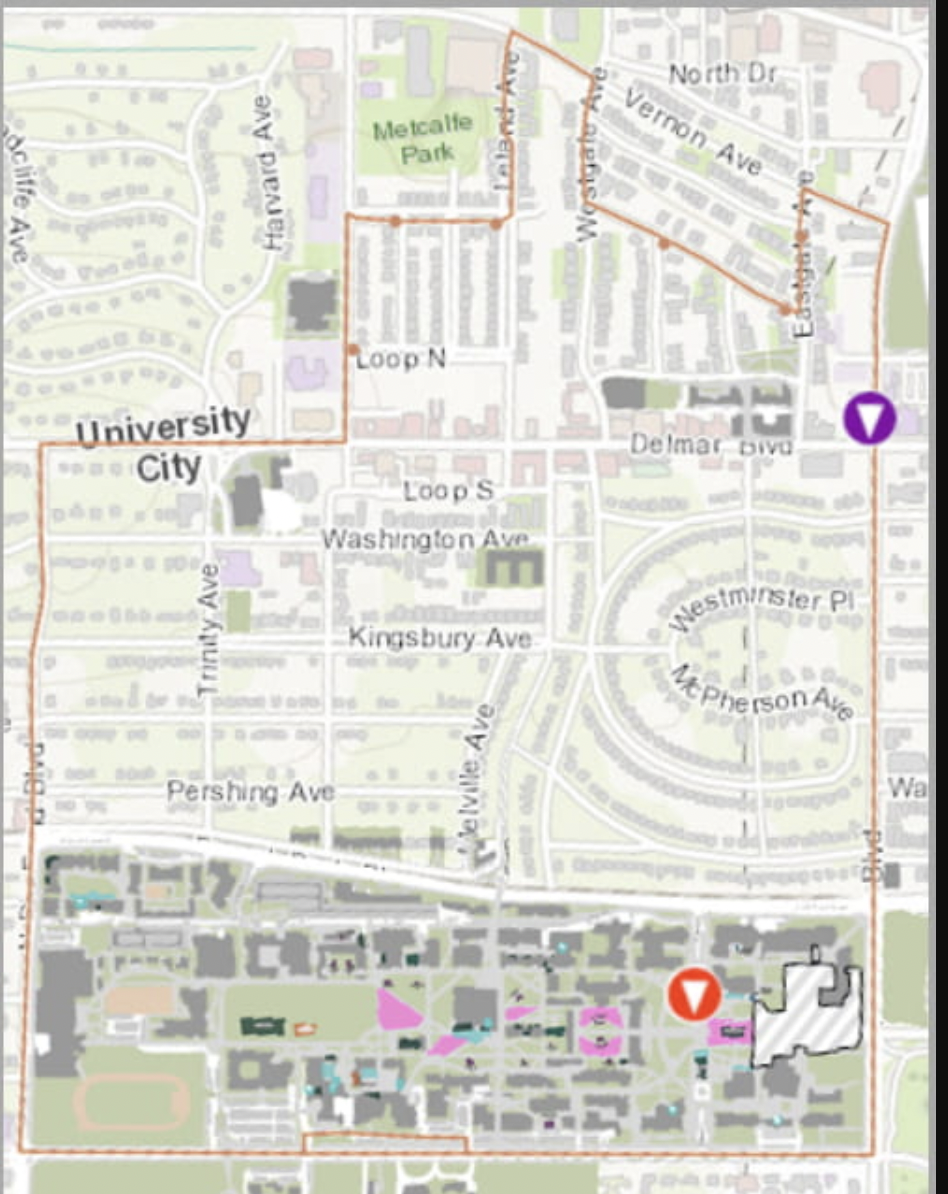 North Dr
Vernon Ave
Leland Ave
Westgate Ave
Metcalfe
Park
Harvard Ave
Eastgate Ave
Loop N
University
City
Delmar Blvd
Loop S
Washington Ave
Westminster Pl
Trinity Ave
Kingsbury Ave
McPherson Ave
Melville Ave
Pershing Ave
Wa
Blvd